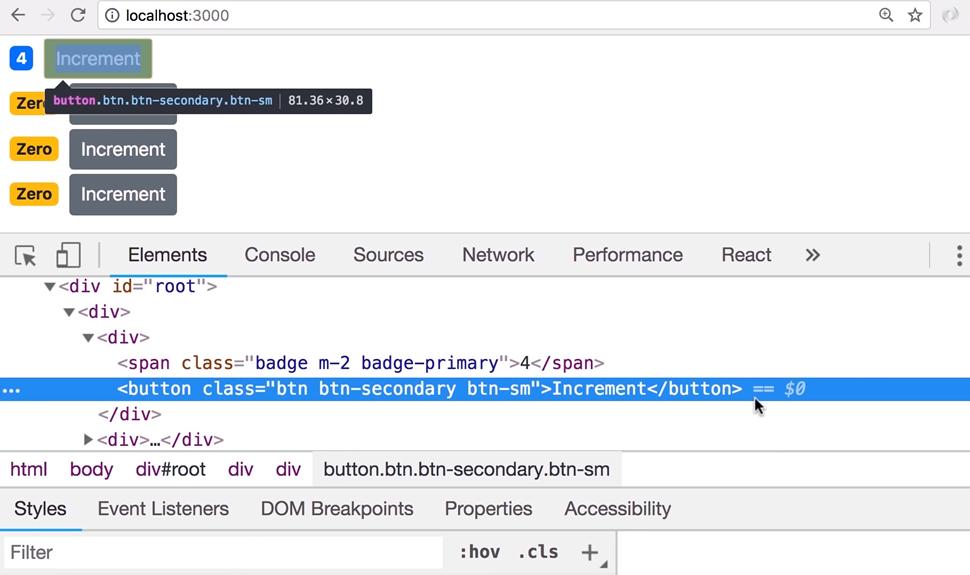 localhost:3000
4 Increment
Zero
button.btn.btn-secondary.btn-sm | 81.36×30.8
Zero Increment
Zero Increment
Elements Console Sources Network Performance React »
▼<div id="root">
▼<div>
▼<div>
<span class="badge m-2 badge-primary">4</span>
... <button class="btn btn-secondary btn-sm">Increment</button> == $0
</div>
▶<div>…</div>
html body div#root div div button.btn.btn-secondary.btn-sm
Styles Event Listeners DOM Breakpoints Properties Accessibility
Filter :hov .cls +